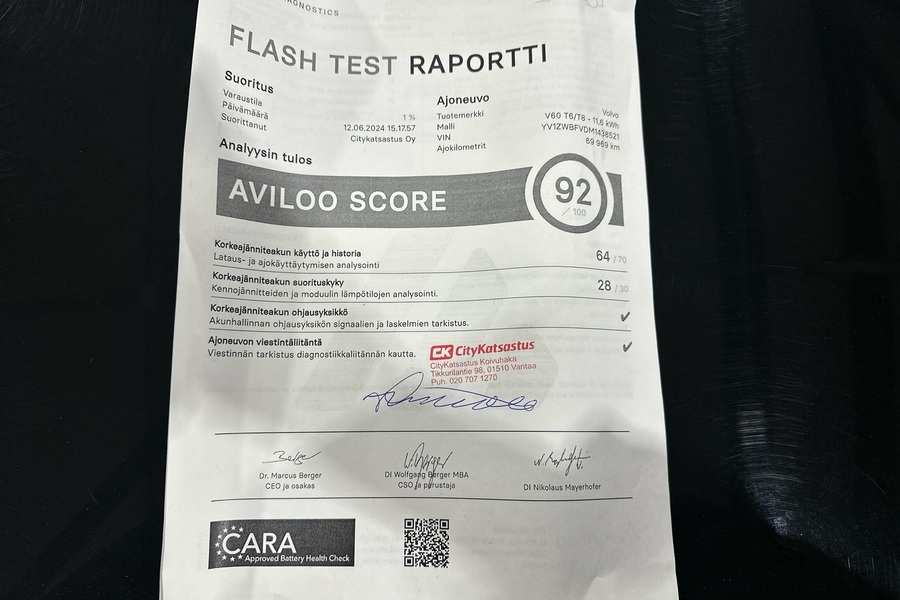 DIAGNOSTICS
FLASH TEST RAPORTTI
Suoritus
Varaustila 1 %
Päivämäärä 12.06.2024 15.17.57
Suorittanut Citykatsastus Oy
Ajoneuvo
Tuotemerkki Volvo
Malli V60 T6/T8 - 11,6 kWh
VIN YV1ZWBFVDM1438521
Ajokilometrit 69 969 km
Analyysin tulos
AVILOO SCORE 92 / 100
Korkeajänniteakun käyttö ja historia 64 / 70
Lataus- ja ajokäyttäytymisen analysointi
Korkeajänniteakun suorituskyky 28 / 30
Kennojännitteiden ja moduulin lämpötilojen analysointi.
Korkeajänniteakun ohjausyksikkö ✔
Akunhallinnan ohjausyksikön signaalien ja laskelmien tarkistus.
Ajoneuvon viestintäliitäntä ✔
Viestinnän tarkistus diagnostiikkaliitännän kautta.
CK CityKatsastus
CityKatsastus Koivuhaka
Tikkurilantie 98, 01510 Vantaa
Puh. 020 707 1270
Dr. Marcus Berger
CEO ja osakas
DI Wolfgang Berger MBA
CSO ja perustaja
DI Nikolaus Mayerhofer
CARA
Approved Battery Health Check